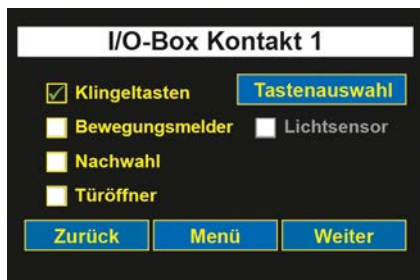 I/O-Box Kontakt 1
Klingeltasten Tastenauswahl
Bewegungsmelder Lichtsensor
Nachwahl
Türöffner
Zurück Menü Weiter